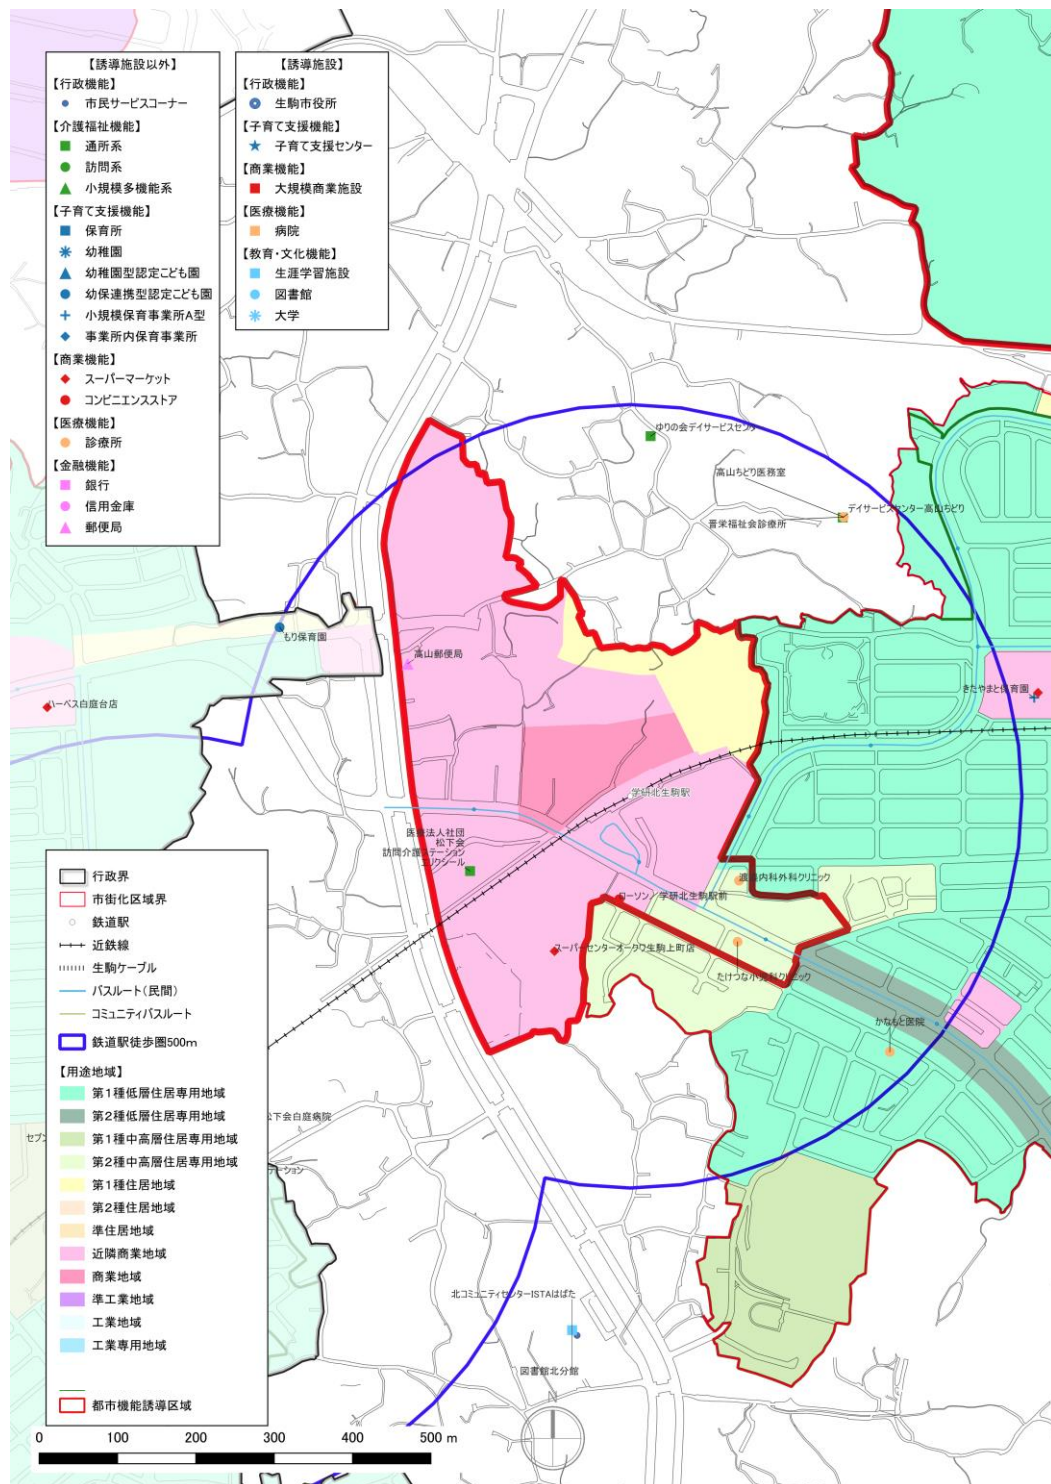 【誘導施設以外】
【行政機能】
市民サービスコーナー
【介護福祉機能】
通所系
訪問系
小規模多機能系
【子育て支援機能】
保育所
幼稚園
幼稚園型認定こども園
幼保連携型認定こども園
小規模保育事業所A型
事業所内保育事業所
【商業機能】
スーパーマーケット
コンビニエンスストア
【医療機能】
診療所
【金融機能】
銀行
信用金庫
郵便局
【誘導施設】
【行政機能】
生駒市役所
【子育て支援機能】
子育て支援センター
【商業機能】
大規模商業施設
【医療機能】
病院
【教育・文化機能】
生涯学習施設
図書館
大学
ゆりの会デイサービスセンタ
高山ちどり医務室
デイサービスセンター高山ちどり
晋栄福祉会診療所
もり保育園
高山郵便局
きたやまと保育園
ハーベス白庭台店
学研北生駒駅
医療法人社団
松下会
訪問介護ステーション
エリクシール
渡邉内科外科クリニック
ローソン／学研北生駒駅前
スーパーセンターオークワ生駒上町店
たけつな小児科クリニック
かなもと医院
松下会白庭病院
セブン
ーション
北コミュニティセンターISTAはばた
図書館北分館
行政界
市街化区域界
鉄道駅
近鉄線
生駒ケーブル
バスルート(民間)
コミュニティバスルート
鉄道駅徒歩圏500m
【用途地域】
第1種低層住居専用地域
第2種低層住居専用地域
第1種中高層住居専用地域
第2種中高層住居専用地域
第1種住居地域
第2種住居地域
準住居地域
近隣商業地域
商業地域
準工業地域
工業地域
工業専用地域
都市機能誘導区域
N
0 100 200 300 400 500 m